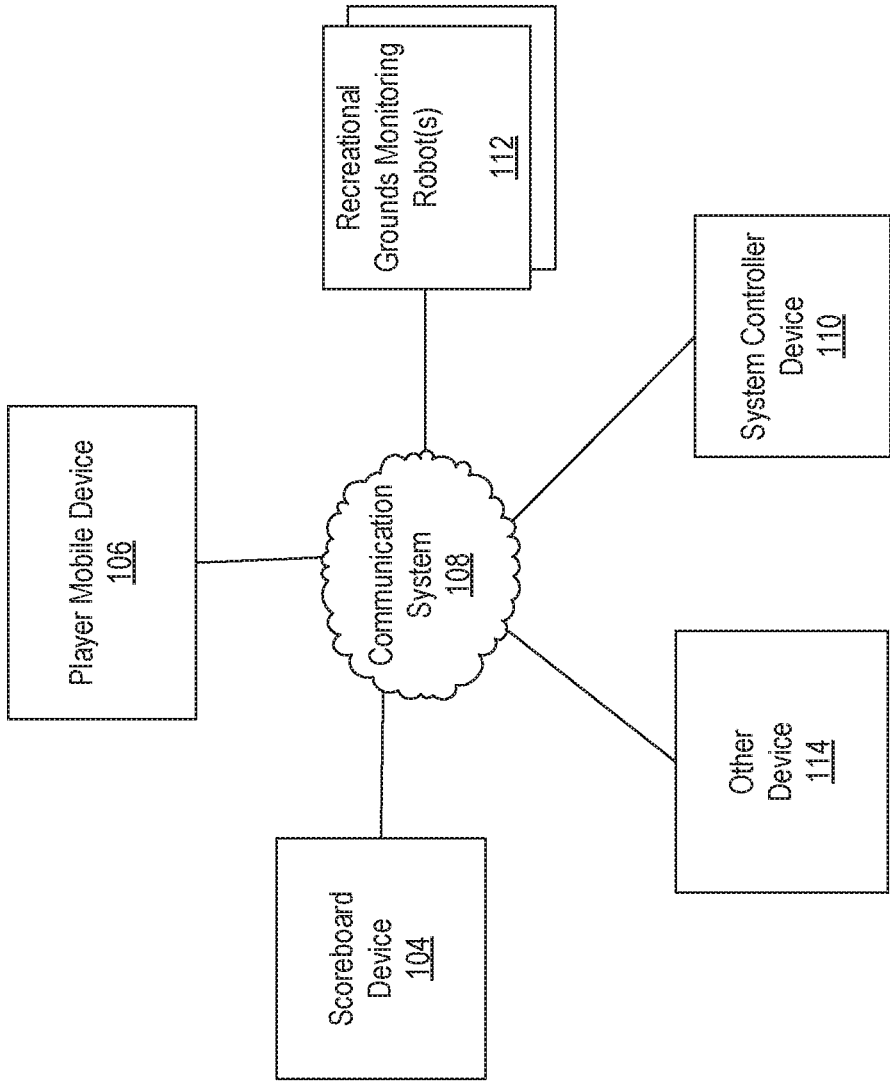 Player Mobile Device
106
Recreational
Grounds Monitoring
Robot(s)
112
Communication
System
108
Scoreboard
Device
104
System Controller
Device
110
Other
Device
114